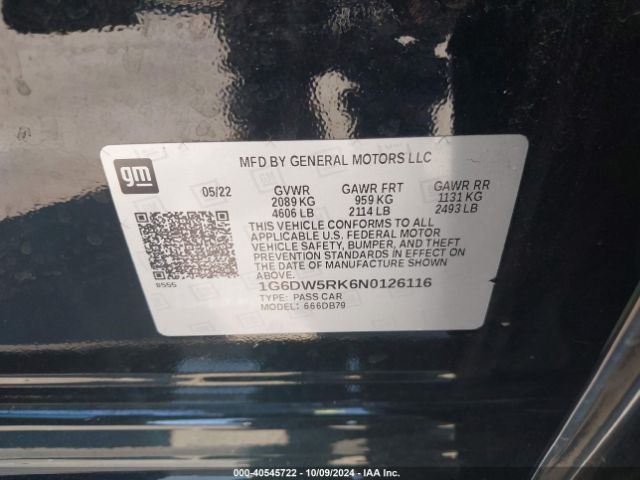 gm
MFD BY GENERAL MOTORS LLC
05/22 GVWR GAWR FRT GAWR RR
2089 KG 959 KG 1131 KG
4606 LB 2114 LB 2493 LB
THIS VEHICLE CONFORMS TO ALL
APPLICABLE U.S. FEDERAL MOTOR
VEHICLE SAFETY, BUMPER, AND THEFT
PREVENTION STANDARDS IN EFFECT ON
THE DATE OF MANUFACTURE SHOWN
ABOVE.
#555
1G6DW5RK6N0126116
TYPE: PASS CAR
MODEL: 666DB79
000-40545722 - 10/09/2024 - IAA Inc.